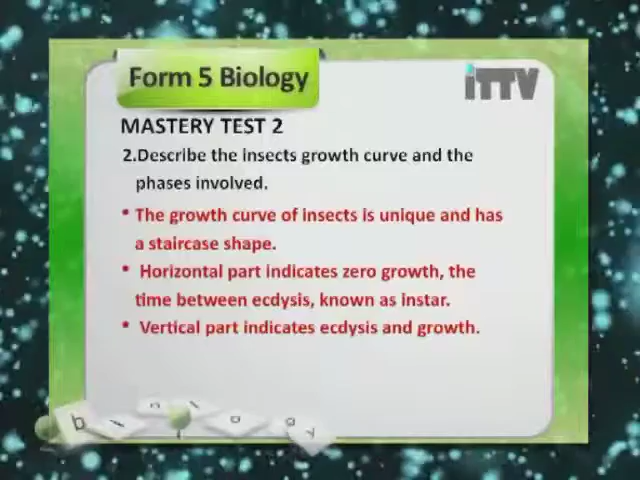 Form 5 Biology
iTTV
MASTERY TEST 2
2.Describe the insects growth curve and the
phases involved.
• The growth curve of insects is unique and has
a staircase shape.
• Horizontal part indicates zero growth, the
time between ecdysis, known as instar.
• Vertical part indicates ecdysis and growth.
b i n l o g y